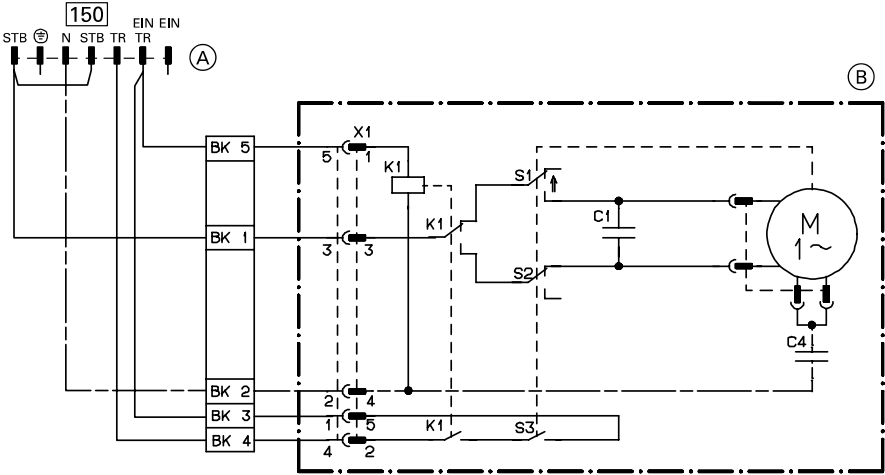 150
EIN EIN
STB N STB TR TR
A
B
BK 5
X1
5 1
K1
S1
C1
M
1~
K1
BK 1
3 3
S2
C4
BK 2
2 4
BK 3
1 5
K1 S3
BK 4
4 2